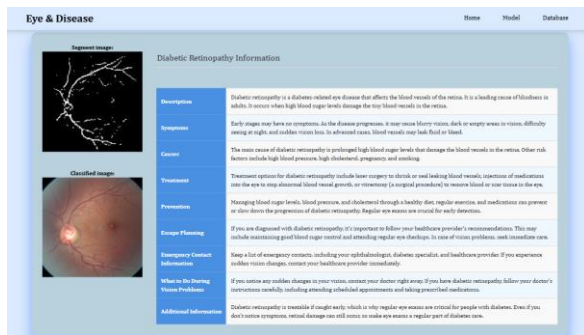 Eye & Disease
Home
Model
Database
Segment image:
Classified image:
Diabetic Retinopathy Information
Description
Diabetic retinopathy is a diabetes-related eye disease that affects the blood vessels of the retina. It is a leading cause of blindness in
adults. It occurs when high blood sugar levels damage the tiny blood vessels in the retina.
Symptoms
Early stages may have no symptoms. As the disease progresses, it may cause blurry vision, dark or empty areas in vision, difficulty
seeing at night, and sudden vision loss. In advanced cases, blood vessels may leak fluid or bleed.
Causes
The main cause of diabetic retinopathy is prolonged high blood sugar levels that damage the blood vessels in the retina. Other risk
factors include high blood pressure, high cholesterol, pregnancy, and smoking.
Treatment
Treatment options for diabetic retinopathy include laser surgery to shrink or seal leaking blood vessels, injections of medications
into the eye to stop abnormal blood vessel growth, or vitrectomy (a surgical procedure) to remove blood or scar tissue in the eye.
Prevention
Managing blood sugar levels, blood pressure, and cholesterol through a healthy diet, regular exercise, and medications can prevent
or slow down the progression of diabetic retinopathy. Regular eye exams are crucial for early detection.
Escape Planning
If you are diagnosed with diabetic retinopathy, it's important to follow your healthcare provider's recommendations. This may
include maintaining good blood sugar control and attending regular eye checkups. In case of vision problems, seek immediate care.
Emergency Contact
Information
Keep a list of emergency contacts, including your ophthalmologist, diabetes specialist, and healthcare provider. If you experience
sudden vision changes, contact your healthcare provider immediately.
What to Do During
Vision Problems
If you notice any sudden changes in your vision, contact your doctor right away. If you have diabetic retinopathy, follow your doctor's
instructions carefully, including attending scheduled appointments and taking prescribed medications.
Additional Information
Diabetic retinopathy is treatable if caught early, which is why regular eye exams are critical for people with diabetes. Even if you
don't notice symptoms, retinal damage can still occur, so make eye exams a regular part of diabetes care.